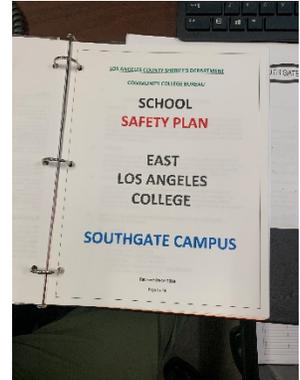 LOS ANGELES COUNTY SHERIFF'S DEPARTMENT
COMMUNITY COLLEGE BUREAU
SCHOOL
SAFETY PLAN
EAST
LOS ANGELES
COLLEGE
SOUTHGATE CAMPUS